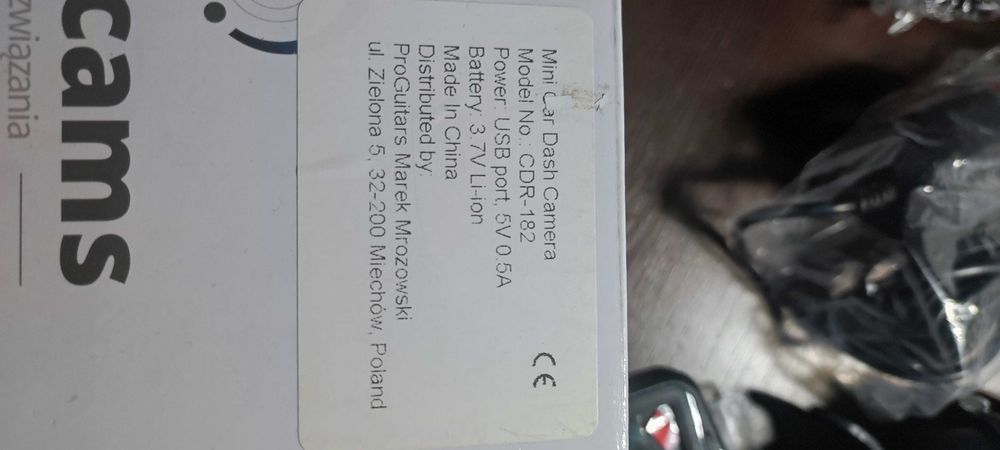 cams
związania
Mini Car Dash Camera
Model No.: CDR-182
Power: USB port, 5V 0.5A
Battery: 3.7V Li-ion
Made In China
Distributed by:
ProGuitars Marek Mrozowski
ul. Zielona 5, 32-200 Miechów, Poland
CE